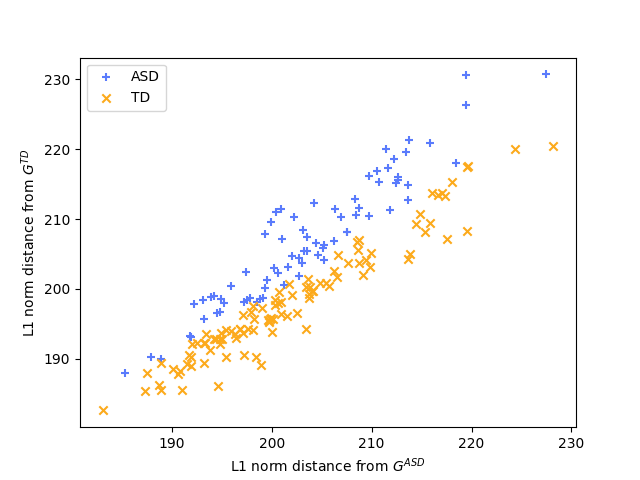 ASD
TD
230
220
210
200
190
L1 norm distance from G^{TD}
190
200
210
220
230
L1 norm distance from G^{ASD}